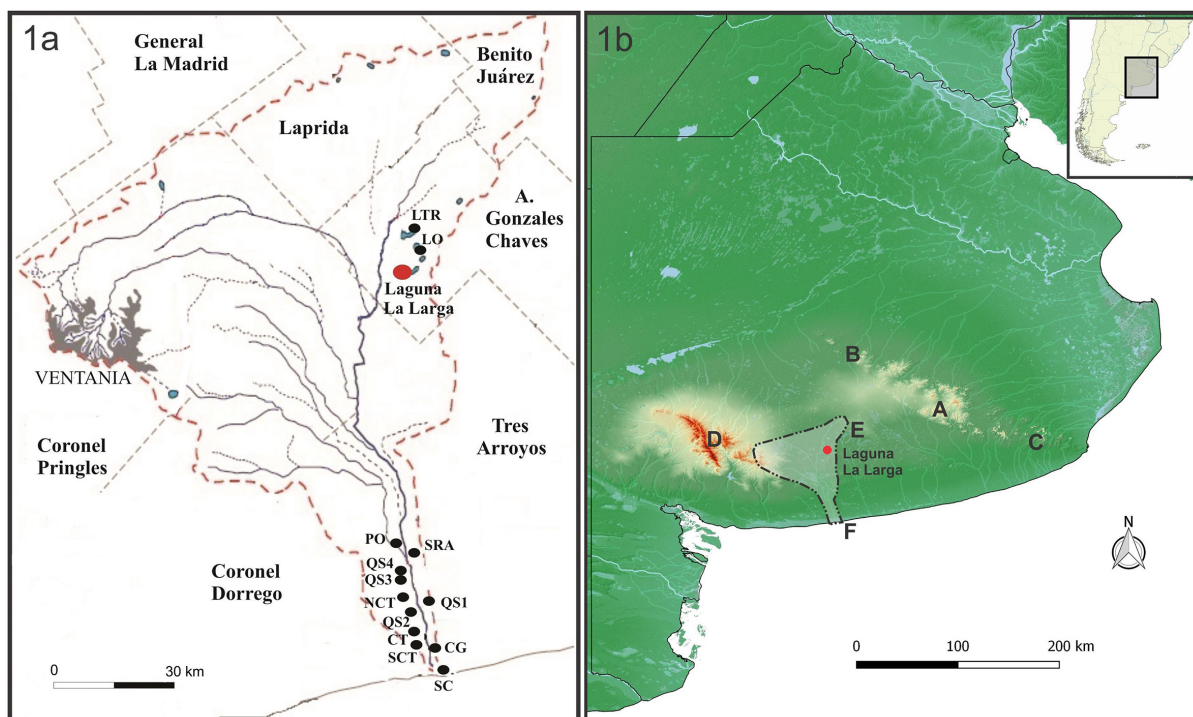 1a
General
La Madrid
Benito
Juárez
Laprida
A.
Gonzales
Chaves
LTR
LO
Laguna
La Larga
VENTANIA
Coronel
Pringles
Tres
Arroyos
PO
SRA
QS4
QS3
Coronel
Dorrego
NCT
QS1
QS2
CT
CG
SCT
SC
0 30 km
1b
B
A
D
E
C
Laguna
La Larga
F
N
0 100 200 km